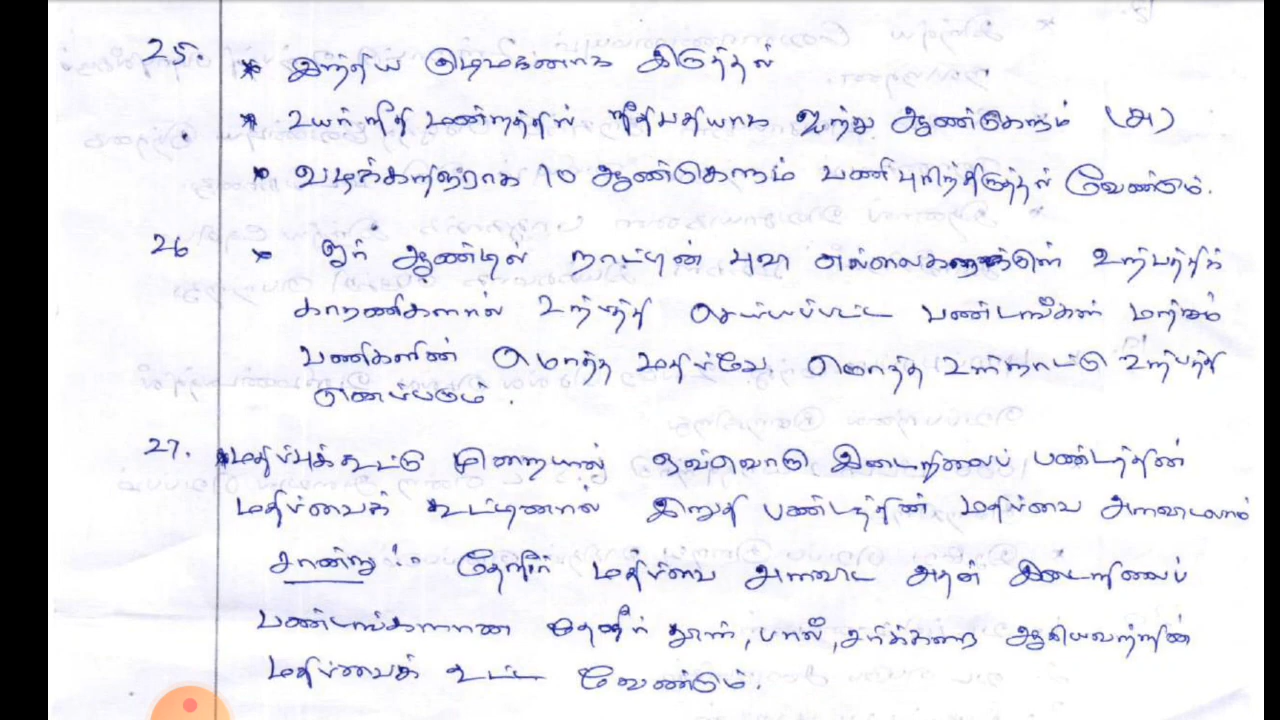 25. * இந்திய குடிமகனாக இருத்தல்
* உயர்நீதி மன்றத்தில் நீதிபதியாக ஐந்து ஆண்டுகளும் (அ)
* வழக்கறிஞராக 10 ஆண்டுகளும் பணி புரிந்திருத்தல் வேண்டும்.
26 * ஓர் ஆண்டில் நாட்டின் புவி எல்லைகளுக்குள் உற்பத்திக்
காரணிகளால் உற்பத்தி செய்யப்பட்ட பண்டங்கள் மற்றும்
பணிகளின் மொத்த மதிப்பே மொத்த உள்நாட்டு உற்பத்தி
எனப்படும்.
27. * மதிப்புக் கூட்டு முறையில் ஒவ்வொரு இடைநிலைப் பண்டத்தின்
மதிப்பைக் கூட்டினால் இறுதி பண்டத்தின் மதிப்பை அளவிடலாம்
சான்று: தேநீர் மதிப்பை அளவிட அதன் இடைநிலைப்
பண்டங்களான தேனீர் தூள், பால், சர்க்கரை ஆகியவற்றின்
மதிப்பைக் கூட்ட வேண்டும்.